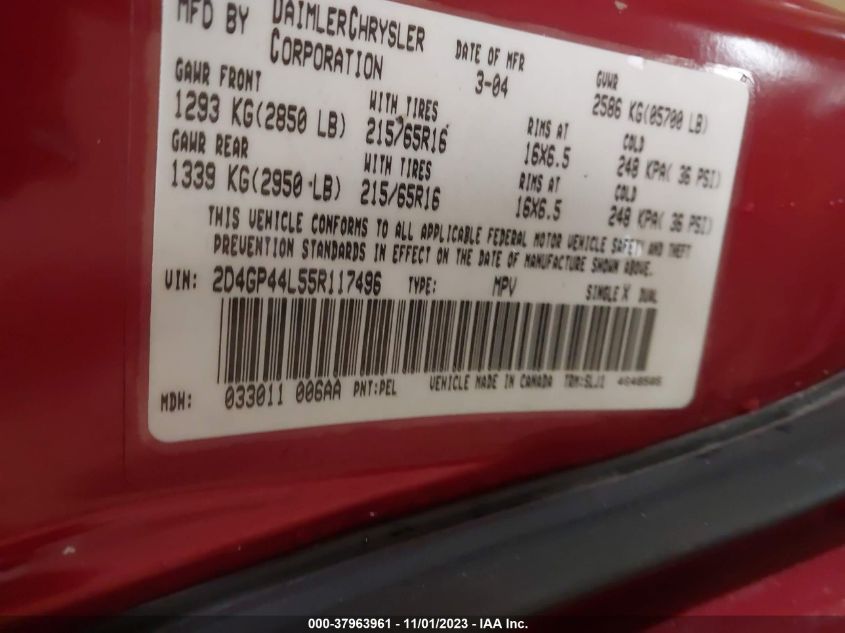 MFD BY DAIMLERCHRYSLER CORPORATION DATE OF MFR 3-04 GVWR 2586 KG(05700 LB)
GAWR FRONT 1293 KG(2850 LB) WITH TIRES 215/65R16 RIMS AT 16X6.5 COLD 248 KPA( 36 PSI)
GAWR REAR 1339 KG(2950 LB) WITH TIRES 215/65R16 RIMS AT 16X6.5 COLD 248 KPA( 36 PSI)
THIS VEHICLE CONFORMS TO ALL APPLICABLE FEDERAL MOTOR VEHICLE SAFETY AND THEFT
PREVENTION STANDARDS IN EFFECT ON THE DATE OF MANUFACTURE SHOWN ABOVE.
VIN: 2D4GP44L55R117496 TYPE: MPV SINGLE X DUAL
MDH: 033011 006AA PNT:PEL VEHICLE MADE IN CANADA TRM:SLJ1 4648505
000-37963961 - 11/01/2023 - IAA Inc.